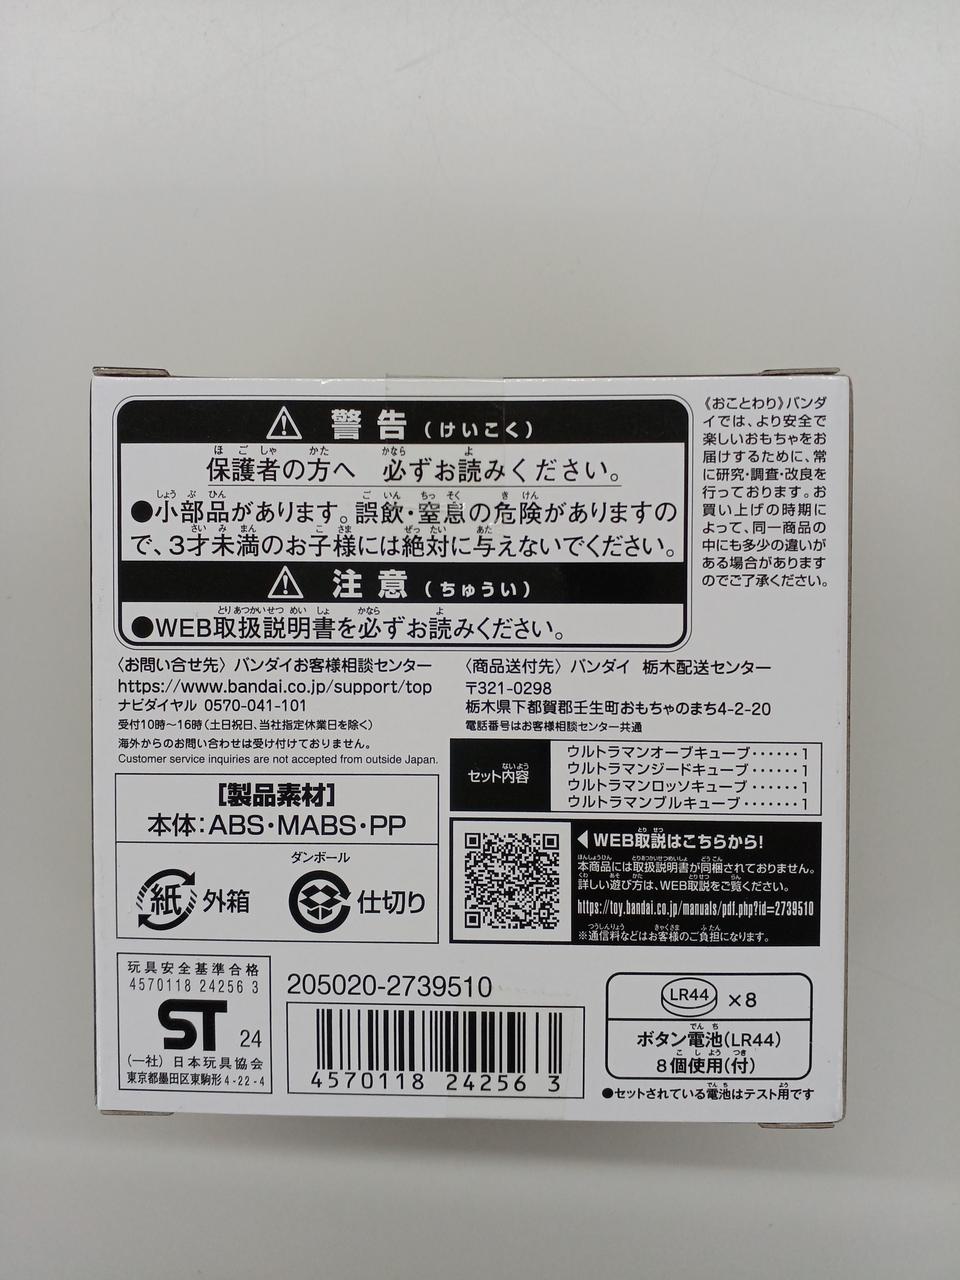 警告(けいこく)
保護者の方へ 必ずお読みください。
●小部品があります。誤飲・窒息の危険がありますの
で、3才未満のお子様には絶対に与えないでください。
注意(ちゅうい)
●WEB取扱説明書を必ずお読みください。
《おことわり》バンダ
イでは、より安全で
楽しいおもちゃをお
届けするために、常
に研究・調査・改良を
行っております。お
買い上げの時期に
よって、同一商品の
中にも多少の違いが
ある場合があります
のでご了承ください。
〈お問い合せ先〉バンダイお客様相談センター
https://www.bandai.co.jp/support/top
ナビダイヤル 0570-041-101
受付10時~16時(土日祝日、当社指定休業日を除く)
海外からのお問い合わせは受け付けておりません。
Customer service inquiries are not accepted from outside Japan.
〈商品送付先〉バンダイ 栃木配送センター
〒321-0298
栃木県下都賀郡壬生町おもちゃのまち4-2-20
電話番号はお客様相談センター共通
セット内容
ウルトラマンオーブキューブ……1
ウルトラマンジードキューブ……1
ウルトラマンロッソキューブ……1
ウルトラマンブルキューブ……1
[製品素材]
本体:ABS・MABS・PP
紙 外箱
ダンボール
仕切り
WEB取説はこちらから!
本商品には取扱説明書が同梱されておりません。
詳しい遊び方は、WEB取説をご覧ください。
https://toy.bandai.co.jp/manuals/pdf.php?id=2739510
※通信料などはお客様のご負担になります。
玩具安全基準合格
4570118 24256 3
ST 24
(一社)日本玩具協会
東京都墨田区東駒形4-22-4
205020-2739510
4570118 242563
LR44 ×8
ボタン電池(LR44)
8個使用(付)
●セットされている電池はテスト用です